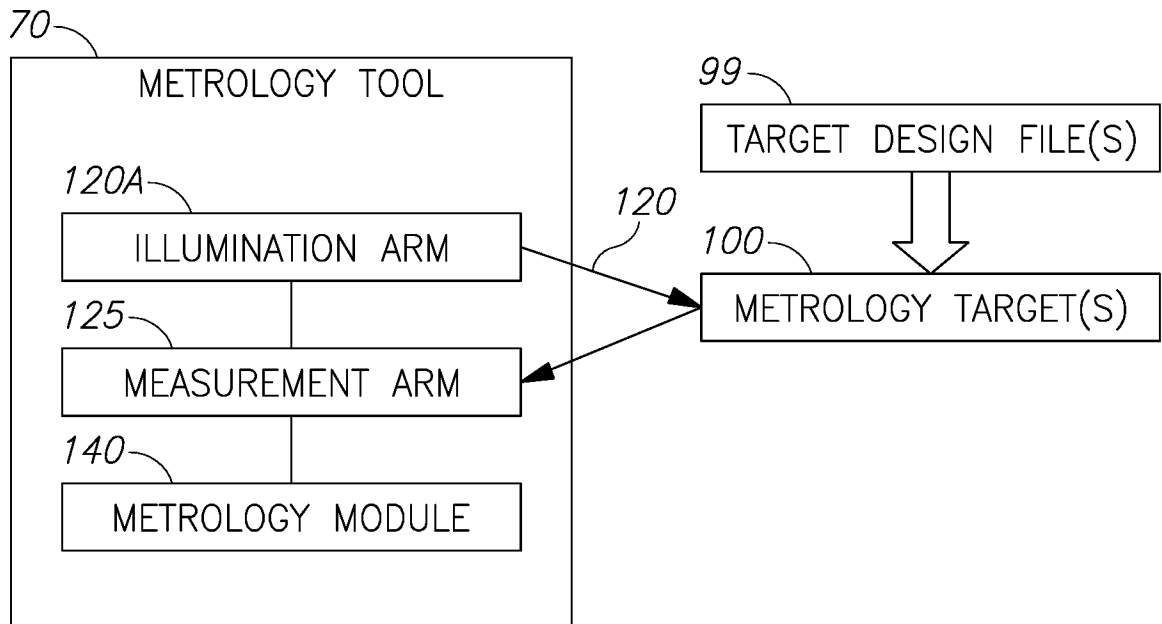 70
METROLOGY TOOL
99
TARGET DESIGN FILE(S)
120A
ILLUMINATION ARM
120
100
METROLOGY TARGET(S)
125
MEASUREMENT ARM
140
METROLOGY MODULE